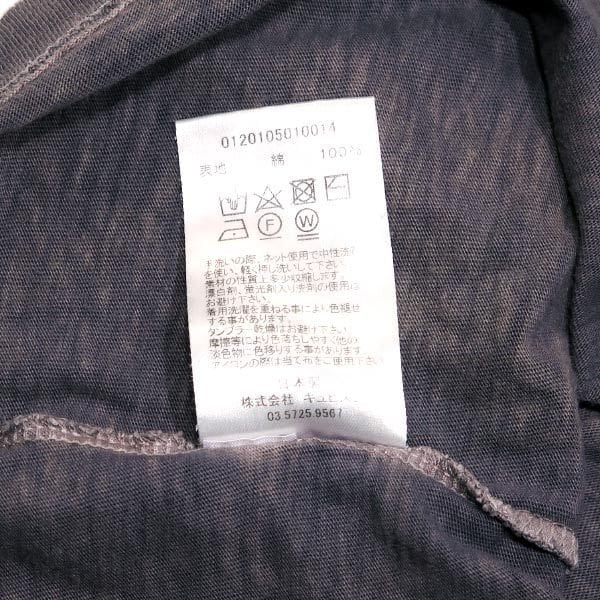 0120105010014
表地 綿 100%
F W
手洗いの際、ネット使用で中性洗剤
を使い、軽く押し洗いして下さい。
素材の性質上多少収縮します。
漂白剤、蛍光剤入り洗剤の使用は
お避け下さい。
着用洗濯を重ねる事により色褪せ
する事があります。
タンブラー乾燥はお避け下さい。
摩擦等により色落ちしやすく他の
淡色物に色移りする事があります。
アイロンの際は当て布をご使用下さい。
日本製
株式会社
03.5725.9567